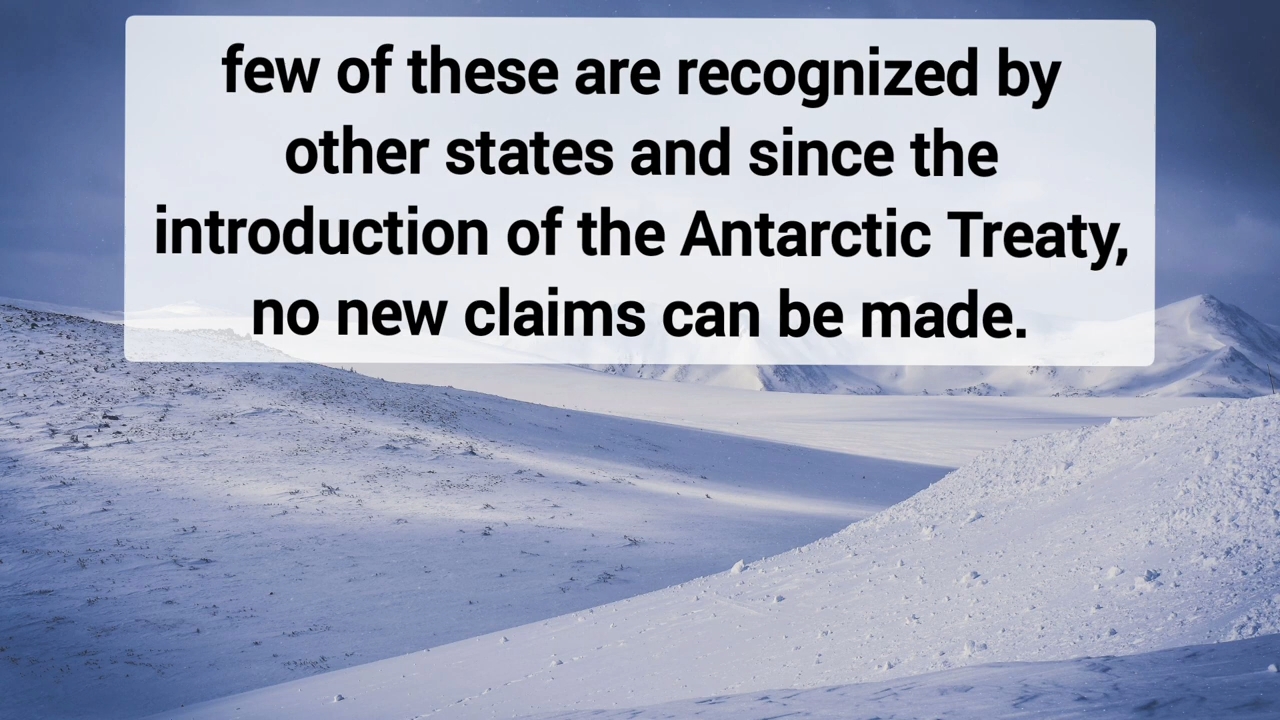 few of these are recognized by
other states and since the
introduction of the Antarctic Treaty,
no new claims can be made.